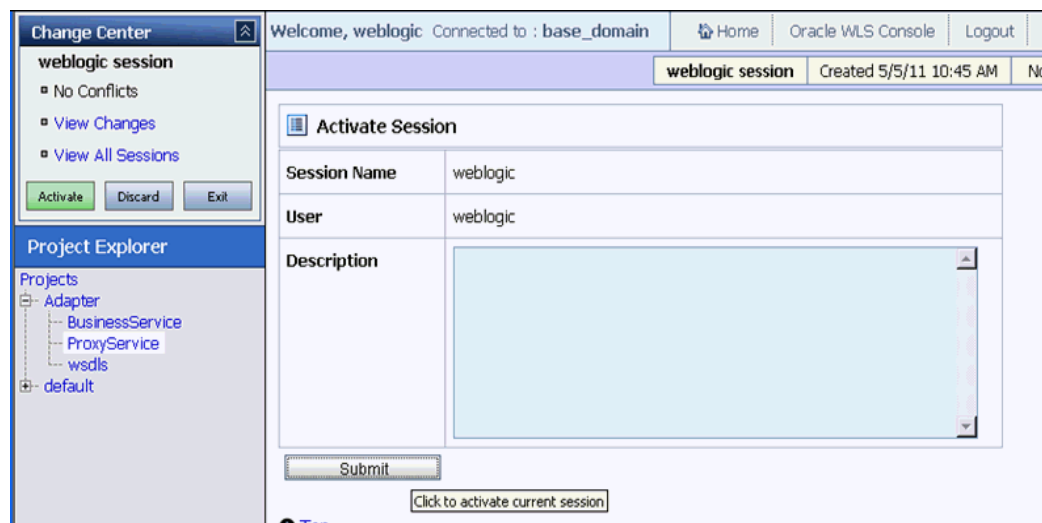 Change Center
weblogic session
No Conflicts
View Changes
View All Sessions
Activate Discard Exit
Project Explorer
Projects
Adapter
BusinessService
ProxyService
wsdls
default
Welcome, weblogic Connected to : base_domain Home Oracle WLS Console Logout
weblogic session Created 5/5/11 10:45 AM
Activate Session
Session Name weblogic
User weblogic
Description
Submit
Click to activate current session